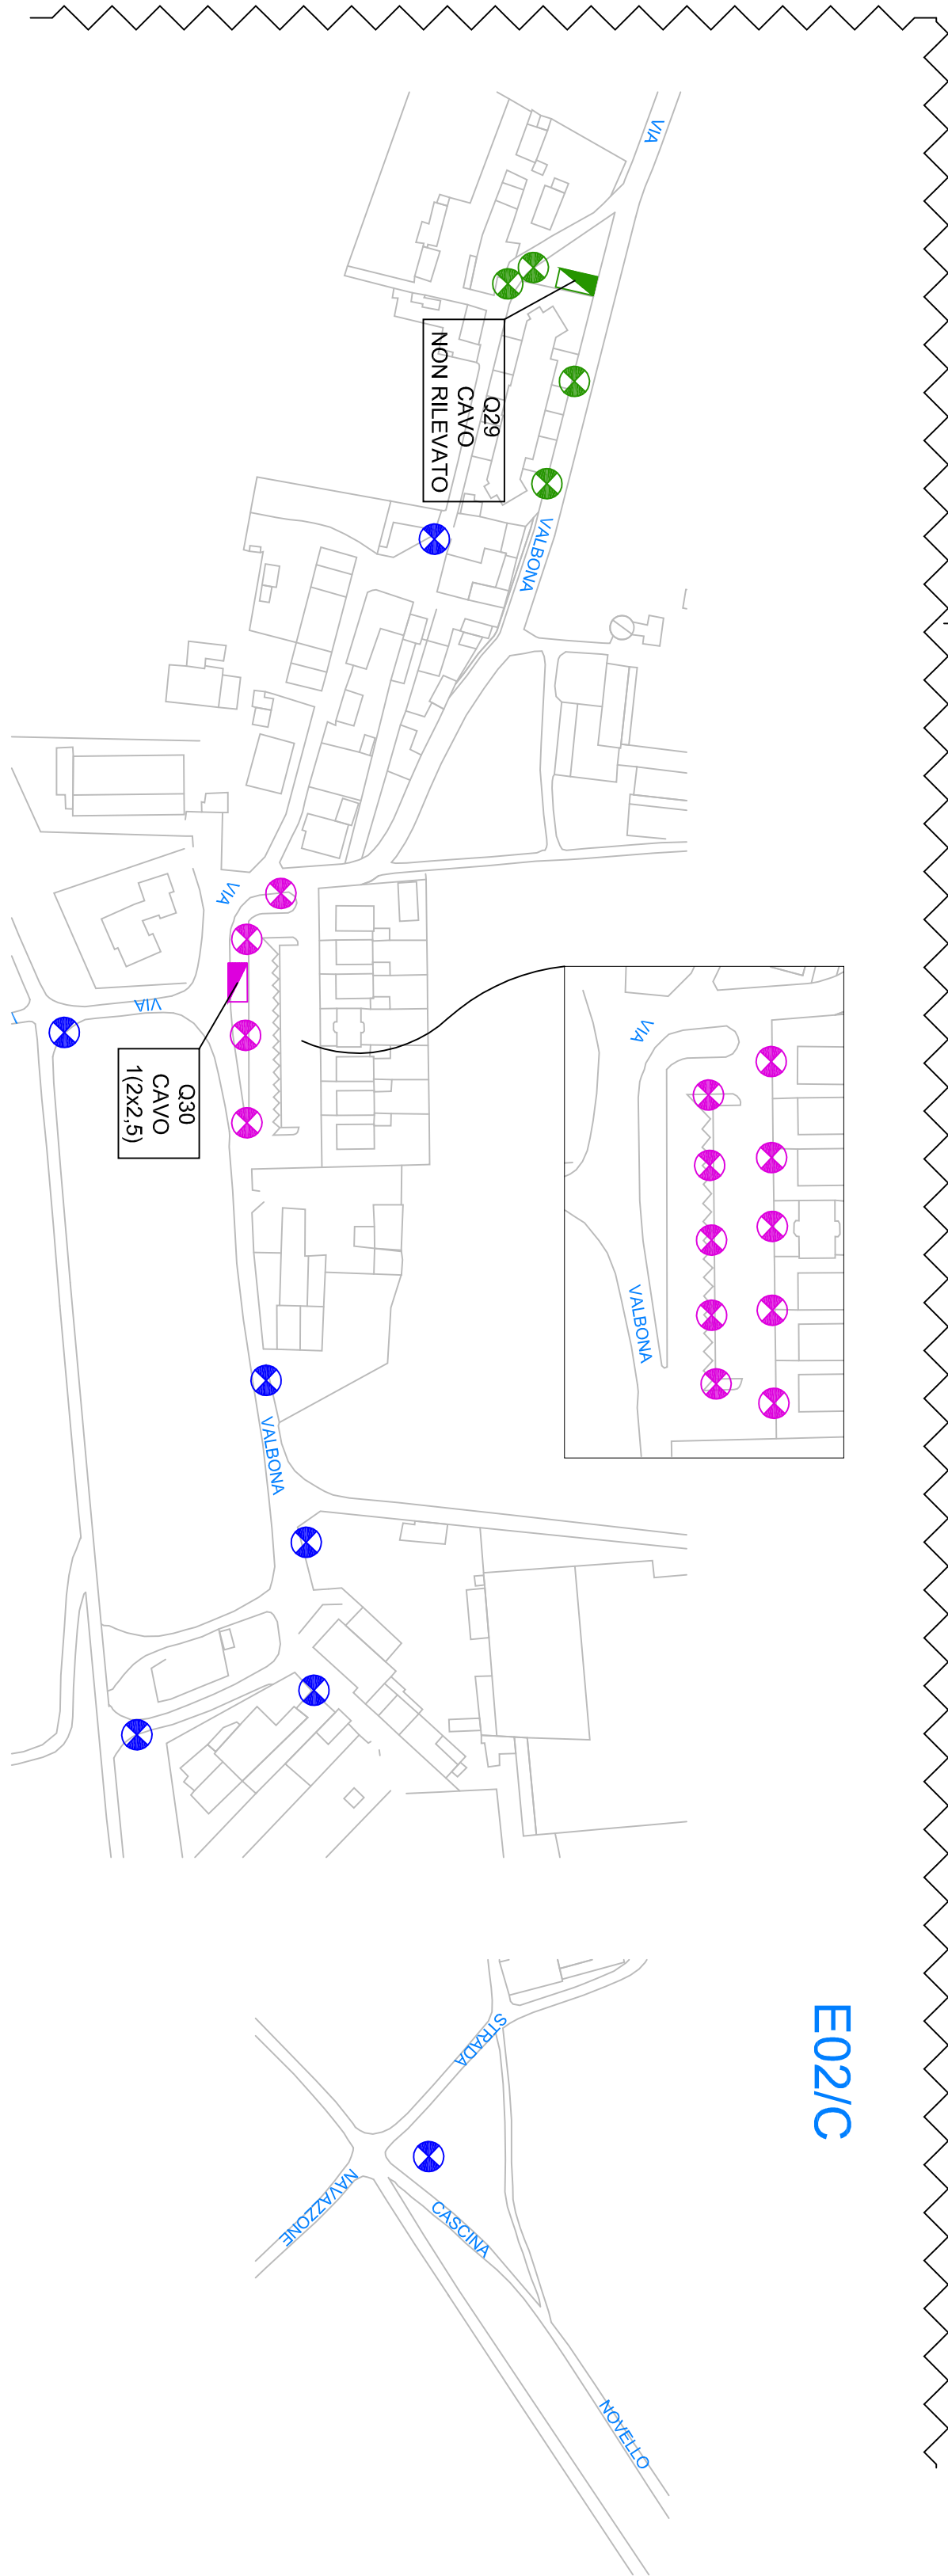 E02/C
VIA
Q29
CAVO
NON RILEVATO
VALBONA
VIA
VIA
Q30
CAVO
1(2x2,5)
VIA
VALBONA
VALBONA
STRADA
NAVAZZONE
CASCINA
NOVELLO